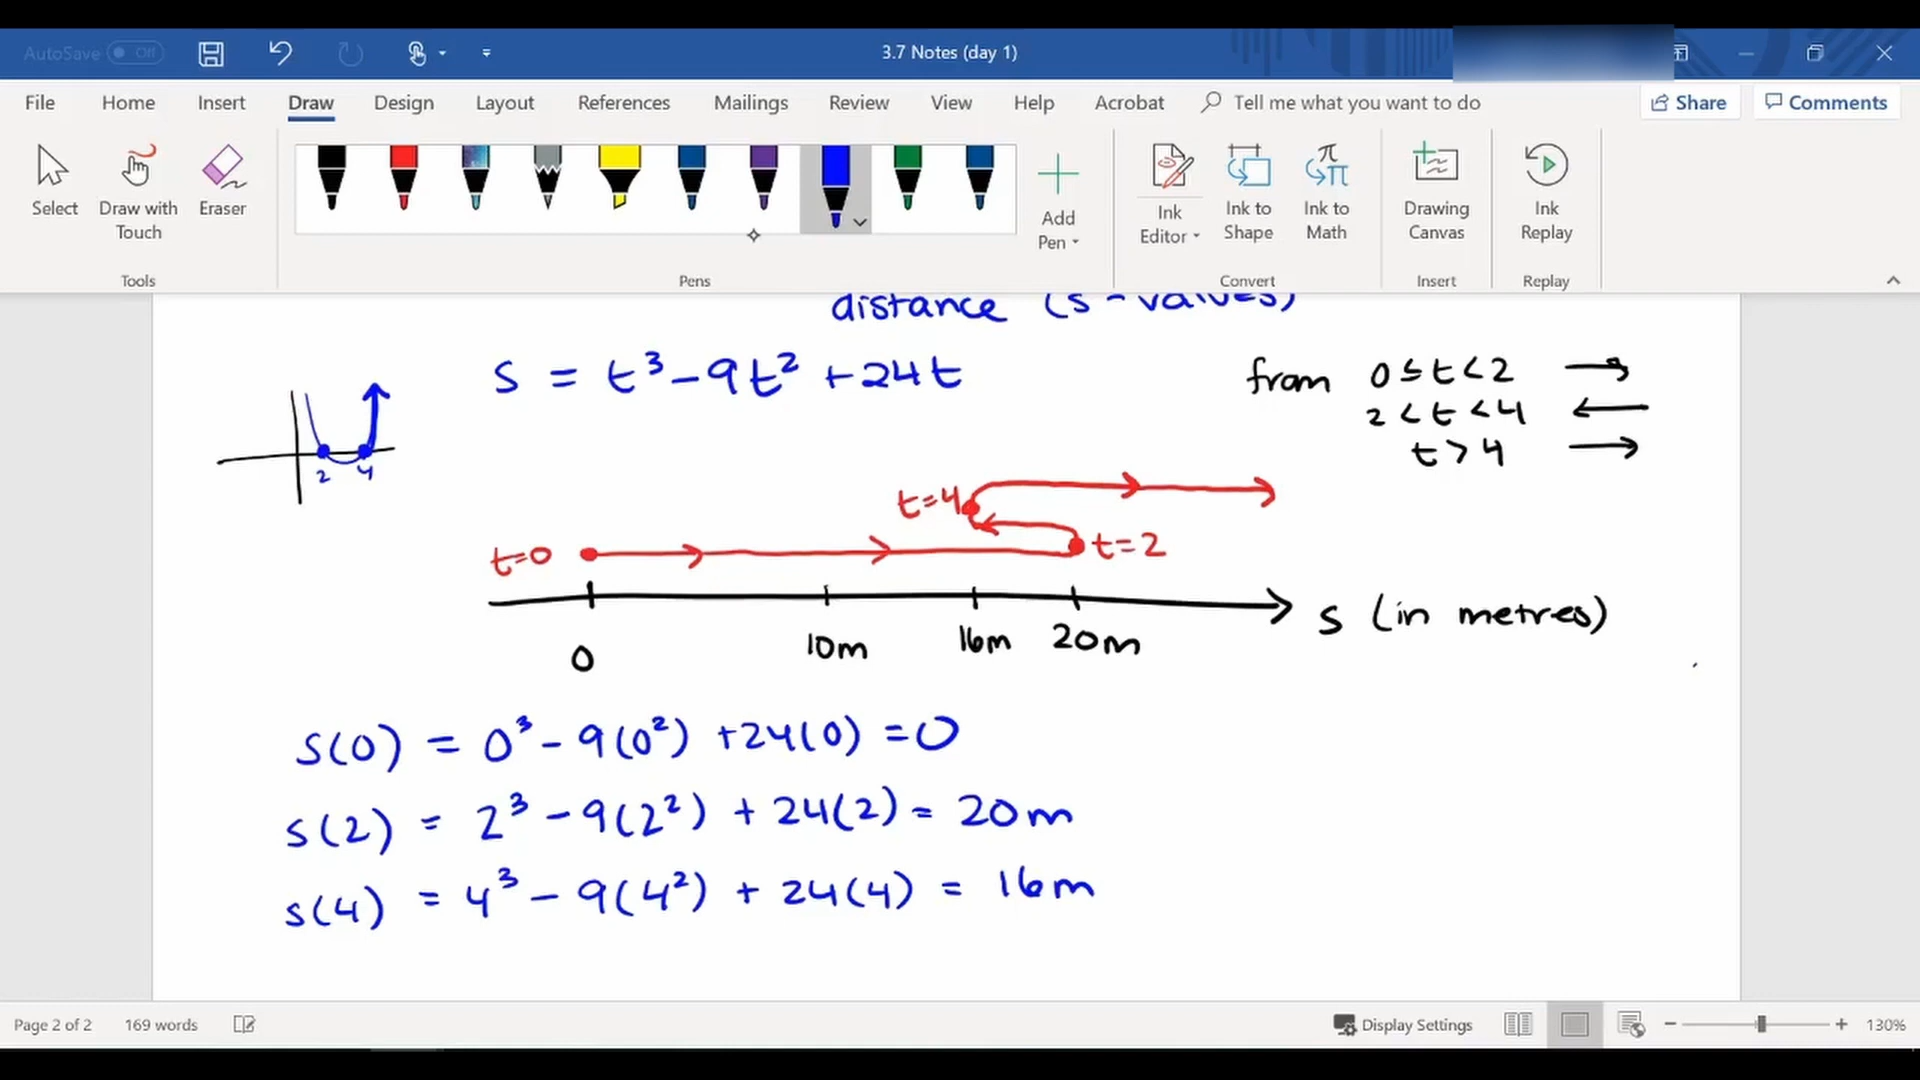 AutoSave Off
3.7 Notes (day 1)
File Home Insert Draw Design Layout References Mailings Review View Help Acrobat Tell me what you want to do Share Comments
Select Draw with Touch Eraser
Add Pen
Ink Editor Ink to Shape Ink to Math
Drawing Canvas
Ink Replay
Tools Pens Convert Insert Replay
distance (s-values)
s = t³ - 9t² + 24t
from 0 ≤ t < 2 →
2 < t < 4 ←
t > 4 →
2 4
t=4
t=0
t=2
s (in metres)
0 10m 16m 20m
s(0) = 0³ - 9(0²) + 24(0) = 0
s(2) = 2³ - 9(2²) + 24(2) = 20m
s(4) = 4³ - 9(4²) + 24(4) = 16m
Page 2 of 2 169 words Display Settings 130%